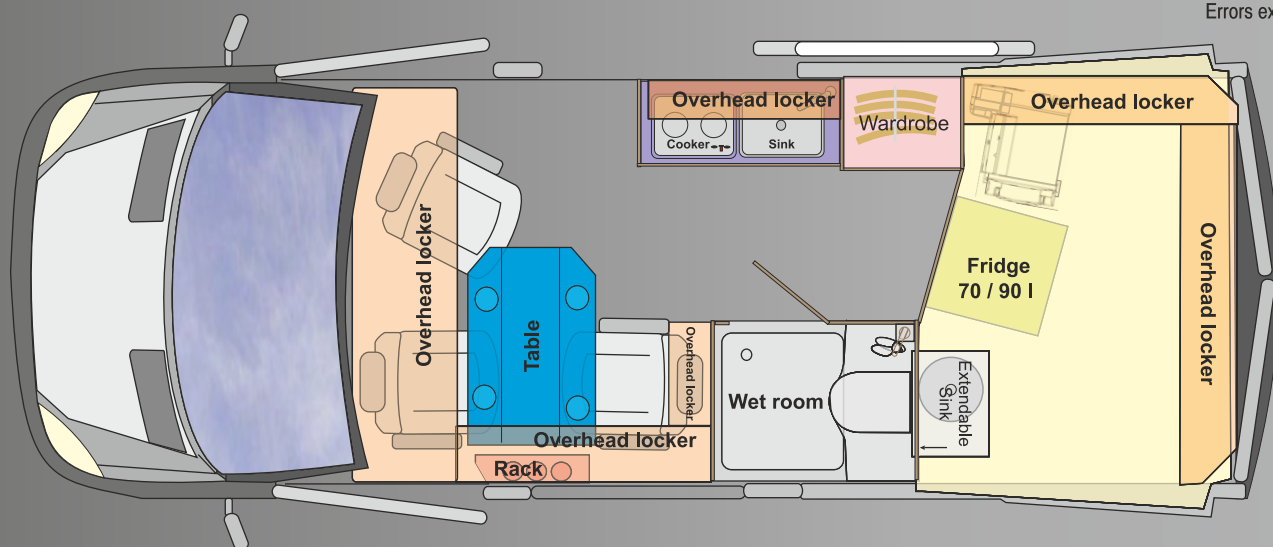 Errors ex
Overhead locker
Cooker
Sink
Wardrobe
Overhead locker
Overhead locker
Table
Overhead locker
Overhead locker
Rack
Wet room
Extendable
Sink
Fridge
70 / 90 l
Overhead locker